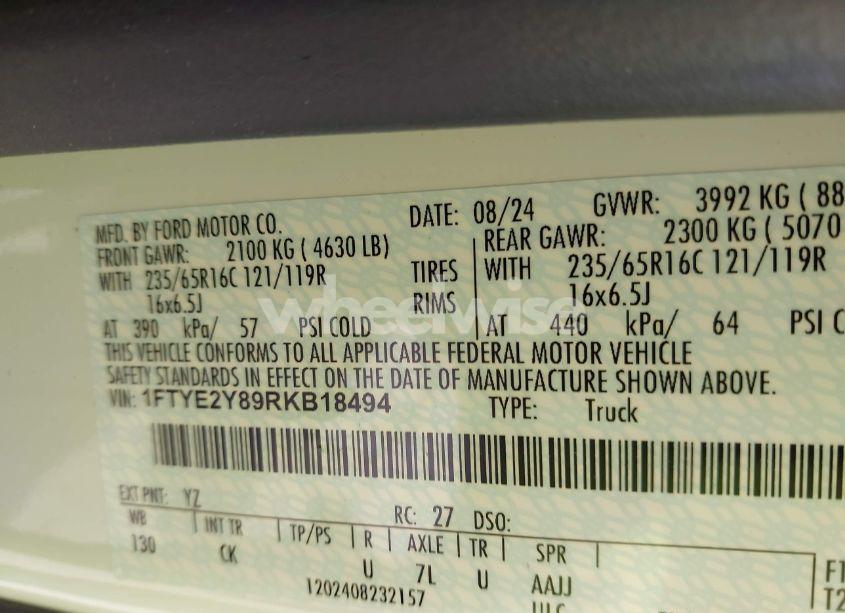 MFD. BY FORD MOTOR CO. DATE: 08/24 GVWR: 3992 KG ( 88
FRONT GAWR: 2100 KG ( 4630 LB) REAR GAWR: 2300 KG ( 5070
WITH 235/65R16C 121/119R TIRES WITH 235/65R16C 121/119R
16x6.5J RIMS 16x6.5J
wheelwise
AT 390 kPa/ 57 PSI COLD AT 440 kPa/ 64 PSI C
THIS VEHICLE CONFORMS TO ALL APPLICABLE FEDERAL MOTOR VEHICLE
SAFETY STANDARDS IN EFFECT ON THE DATE OF MANUFACTURE SHOWN ABOVE.
VIN: 1FTYE2Y89RKB18494 TYPE: Truck
EXT PNT: YZ RC: 27 DSO:
WB INT TR TP/PS R AXLE TR SPR
130 CK U 7L U AAJJ
1202408232157
FT
T2